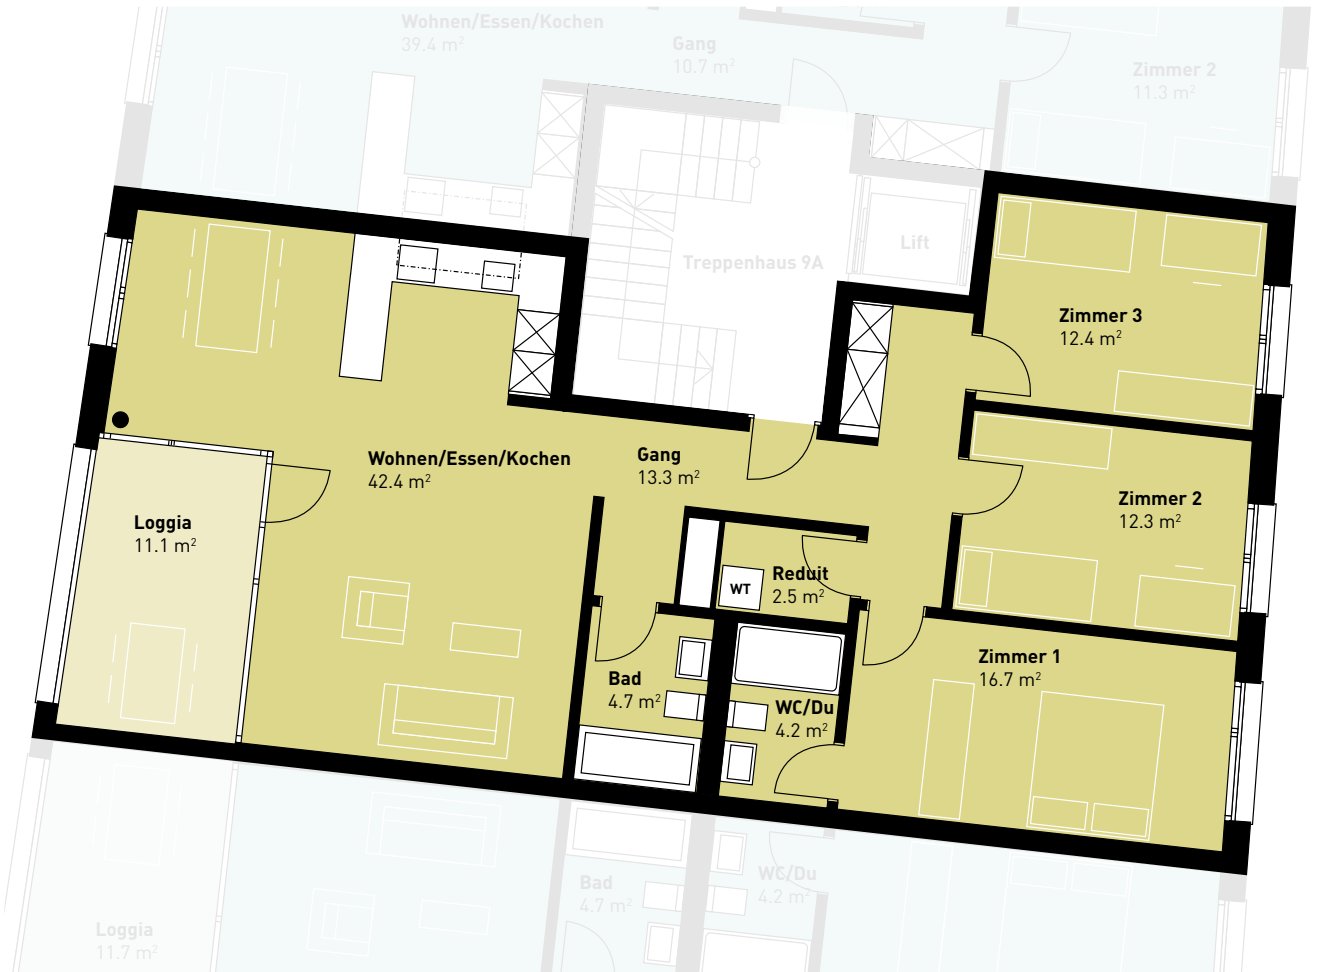 Wohnen/Essen/Kochen
39.4 m²
Gang
10.7 m²
Zimmer 2
11.3 m²
Treppenhaus 9A
Lift
Zimmer 3
12.4 m²
Wohnen/Essen/Kochen
42.4 m²
Gang
13.3 m²
Zimmer 2
12.3 m²
Loggia
11.1 m²
WT
Reduit
2.5 m²
Zimmer 1
16.7 m²
Bad
4.7 m²
WC/Du
4.2 m²
Bad
4.7 m²
WC/Du
4.2 m²
Loggia
11.7 m²